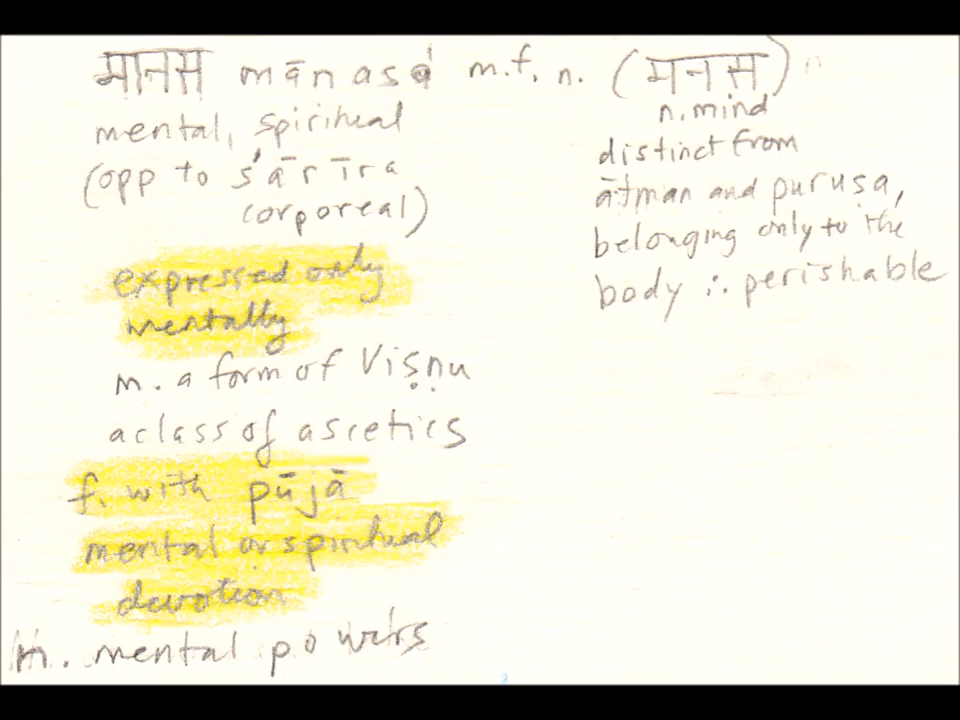 मानस mānasá m.f.n. (मनस)
mental, spiritual
(opp to śārīra
corporeal)
expressed only
mentally
m. a form of Viṣṇu
a class of ascetics
f. with pūjā
mental or spiritual
devotion
n. mental powers
n. mind
distinct from
ātman and puruṣa,
belonging only to the
body ∴ perishable